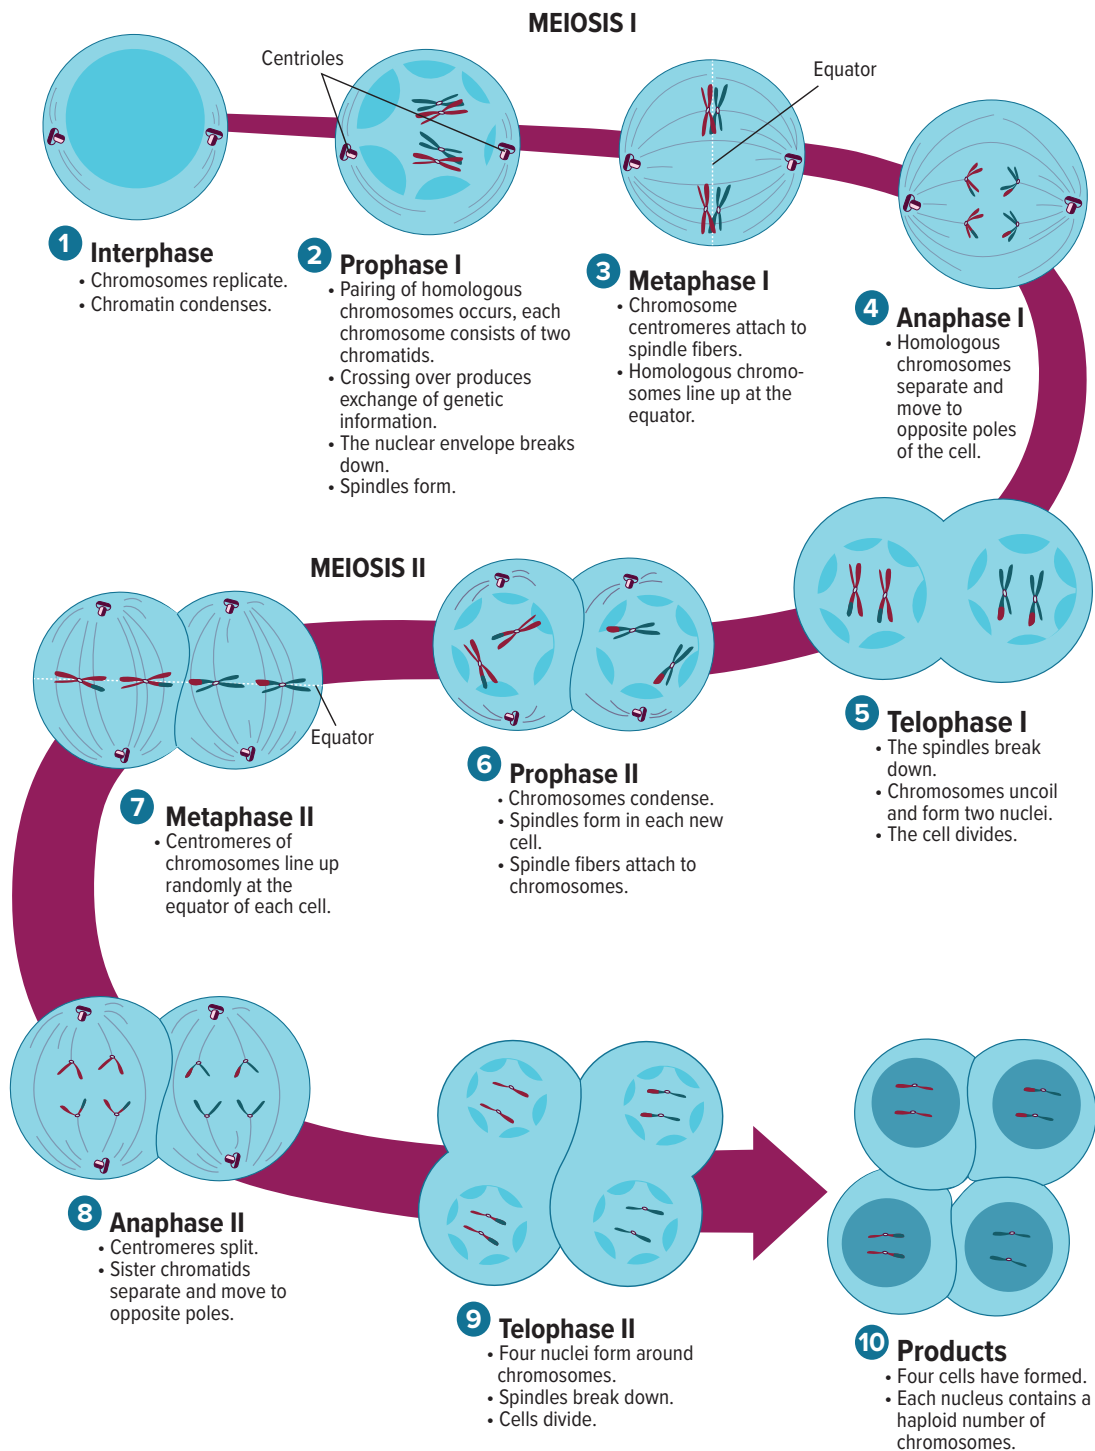 MEIOSIS I
Centrioles
Equator
1 Interphase
• Chromosomes replicate.
• Chromatin condenses.
2 Prophase I
• Pairing of homologous
chromosomes occurs, each
chromosome consists of two
chromatids.
• Crossing over produces
exchange of genetic
information.
• The nuclear envelope breaks
down.
• Spindles form.
3 Metaphase I
• Chromosome
centromeres attach to
spindle fibers.
• Homologous chromo-
somes line up at the
equator.
4 Anaphase I
• Homologous
chromosomes
separate and
move to
opposite poles
of the cell.
5 Telophase I
• The spindles break
down.
• Chromosomes uncoil
and form two nuclei.
• The cell divides.
MEIOSIS II
6 Prophase II
• Chromosomes condense.
• Spindles form in each new
cell.
• Spindle fibers attach to
chromosomes.
Equator
7 Metaphase II
• Centromeres of
chromosomes line up
randomly at the
equator of each cell.
8 Anaphase II
• Centromeres split.
• Sister chromatids
separate and move to
opposite poles.
9 Telophase II
• Four nuclei form around
chromosomes.
• Spindles break down.
• Cells divide.
10 Products
• Four cells have formed.
• Each nucleus contains a
haploid number of
chromosomes.